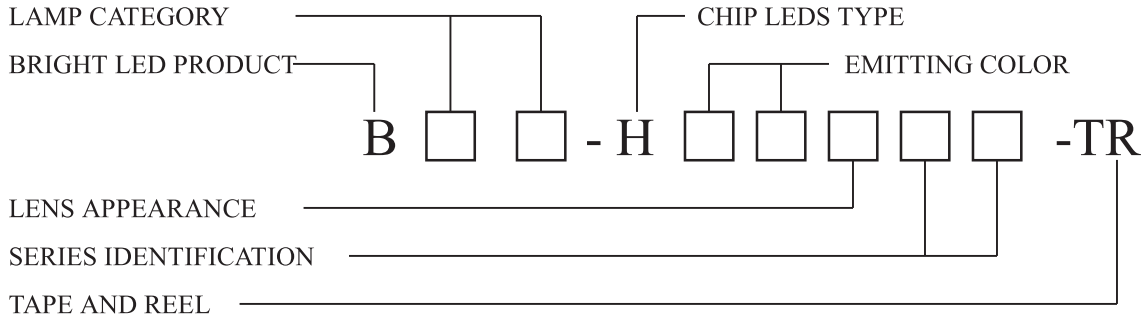 LAMP CATEGORY CHIP LEDS TYPE
BRIGHT LED PRODUCT EMITTING COLOR
B □ □ - H □ □ □ □ □ -TR
LENS APPEARANCE
SERIES IDENTIFICATION
TAPE AND REEL